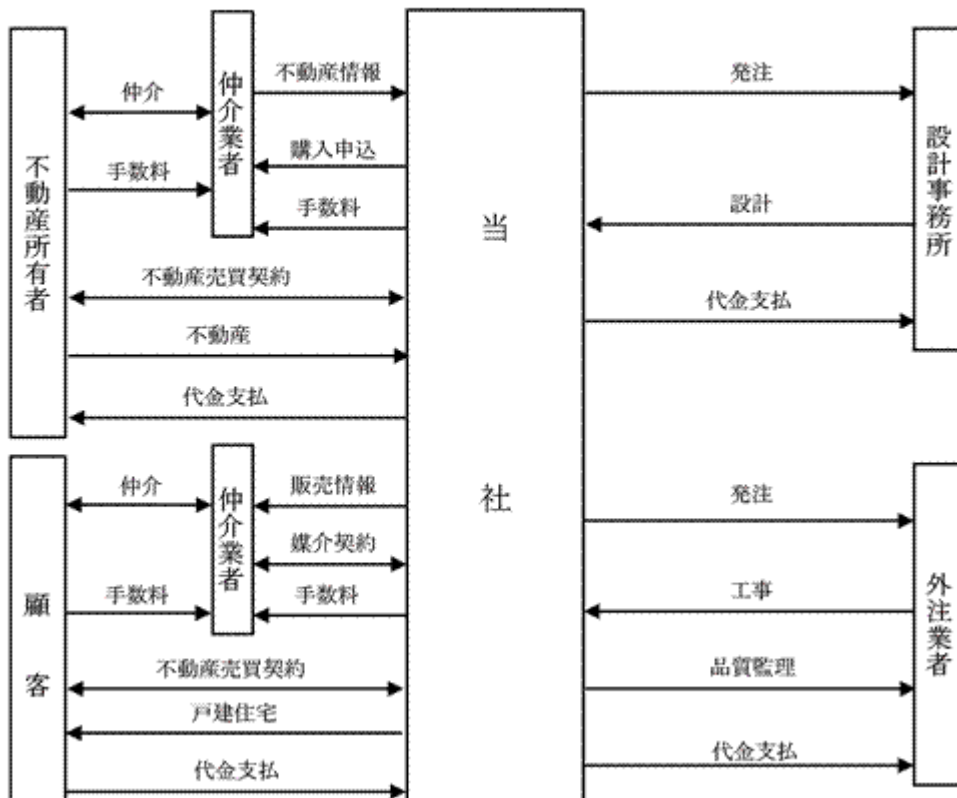 不動産所有者
仲介
手数料
仲介業者
不動産情報
購入申込
手数料
不動産売買契約
不動産
代金支払
顧客
仲介
手数料
仲介業者
販売情報
媒介契約
手数料
不動産売買契約
戸建住宅
代金支払
当社
発注
設計
代金支払
設計事務所
発注
工事
品質監理
代金支払
外注業者